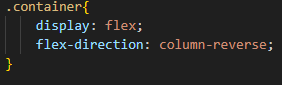 .container{
display: flex;
flex-direction: column-reverse;
}